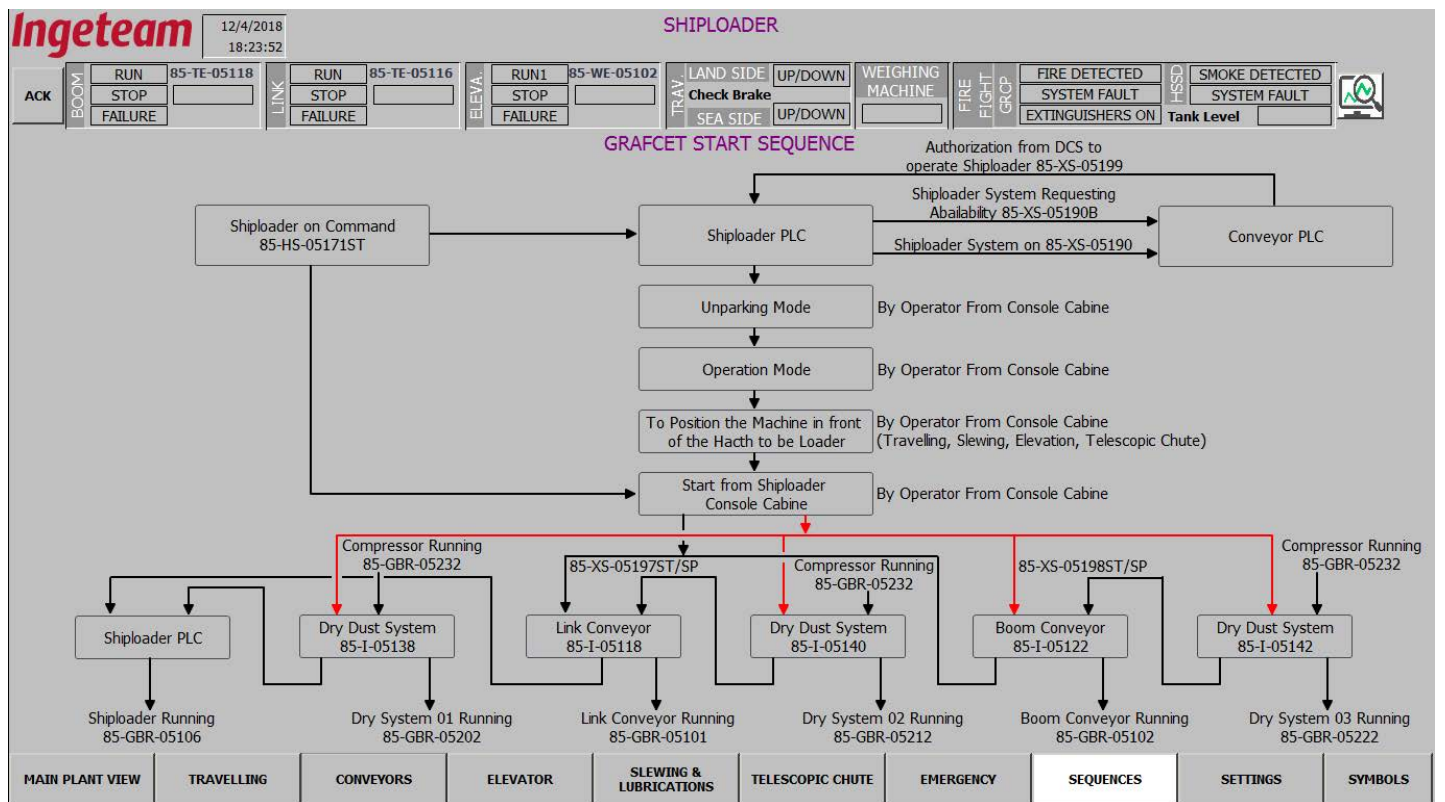 Ingeteam
12/4/2018
18:23:52
SHIPLOADER
ACK
BOOM
RUN
STOP
FAILURE
85-TE-05118
LINK
RUN
STOP
FAILURE
85-TE-05116
ELEVA.
RUN1
STOP
FAILURE
85-WE-05102
TRAV.
LAND SIDE
UP/DOWN
Check Brake
SEA SIDE
UP/DOWN
WEIGHING
MACHINE
FIRE
FIGHT
GRCP
FIRE DETECTED
SYSTEM FAULT
EXTINGUISHERS ON
HSSD
SMOKE DETECTED
SYSTEM FAULT
Tank Level
GRAFCET START SEQUENCE
Authorization from DCS to
operate Shiploader 85-XS-05199
Shiploader System Requesting
Abailability 85-XS-05190B
Shiploader on Command
85-HS-05171ST
Shiploader PLC
Shiploader System on 85-XS-05190
Conveyor PLC
Unparking Mode
By Operator From Console Cabine
Operation Mode
By Operator From Console Cabine
To Position the Machine in front
of the Hacth to be Loader
By Operator From Console Cabine
(Travelling, Slewing, Elevation, Telescopic Chute)
Start from Shiploader
Console Cabine
By Operator From Console Cabine
Compressor Running
85-GBR-05232
85-XS-05197ST/SP
Compressor Running
85-GBR-05232
85-XS-05198ST/SP
Compressor Running
85-GBR-05232
Shiploader PLC
Dry Dust System
85-I-05138
Link Conveyor
85-I-05118
Dry Dust System
85-I-05140
Boom Conveyor
85-I-05122
Dry Dust System
85-I-05142
Shiploader Running
85-GBR-05106
Dry System 01 Running
85-GBR-05202
Link Conveyor Running
85-GBR-05101
Dry System 02 Running
85-GBR-05212
Boom Conveyor Running
85-GBR-05102
Dry System 03 Running
85-GBR-05222
MAIN PLANT VIEW
TRAVELLING
CONVEYORS
ELEVATOR
SLEWING &
LUBRICATIONS
TELESCOPIC CHUTE
EMERGENCY
SEQUENCES
SETTINGS
SYMBOLS